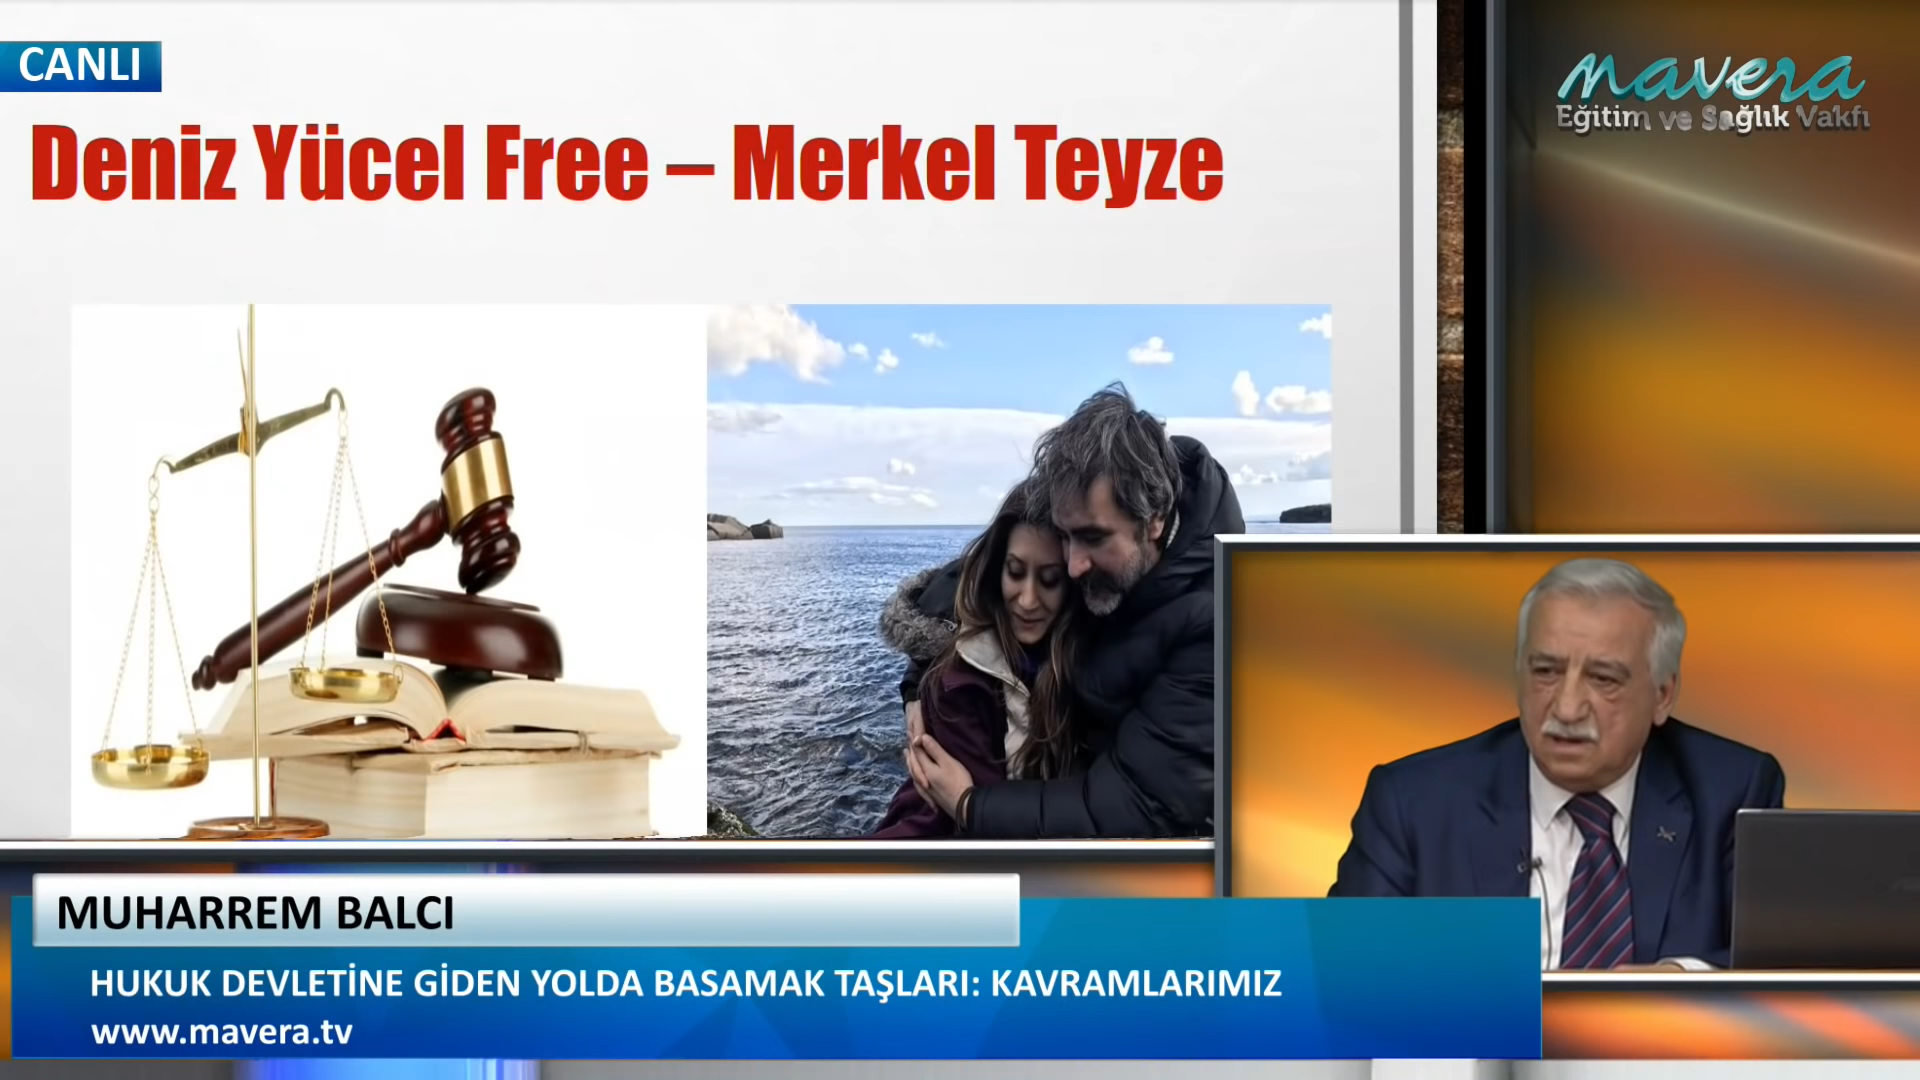 CANLI
mavera
Eğitim ve Sağlık Vakfı
Deniz Yücel Free – Merkel Teyze
MUHARREM BALCI
HUKUK DEVLETİNE GİDEN YOLDA BASAMAK TAŞLARI: KAVRAMLARIMIZ
www.mavera.tv